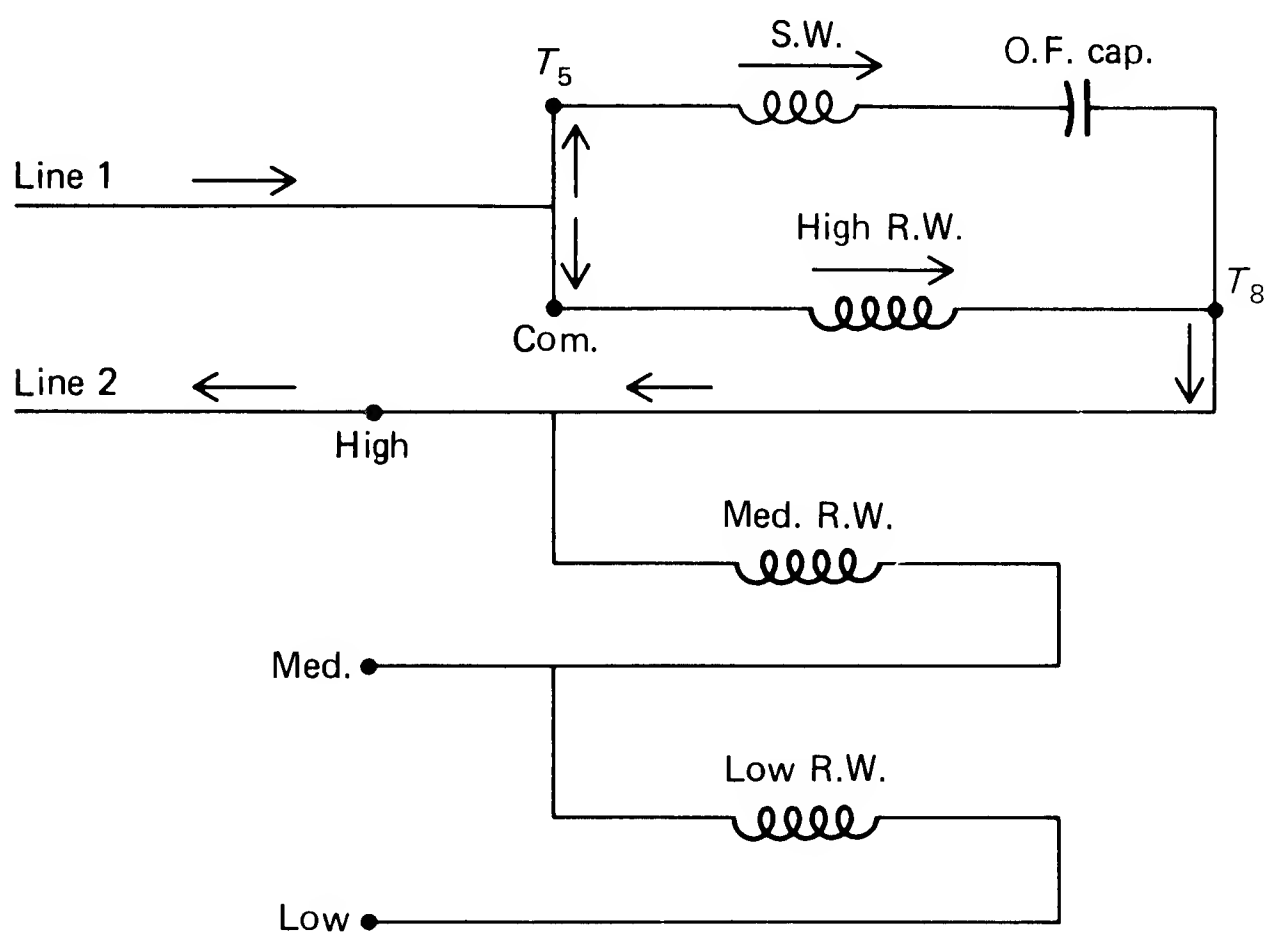 S.W.
O.F. cap.
T5
Line 1
High R.W.
T8
Com.
Line 2
High
Med. R.W.
Med.
Low R.W.
Low